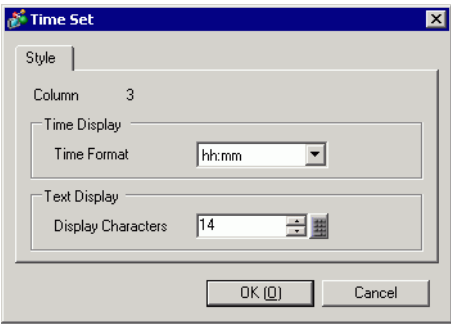 Time Set
Style
Column 3
Time Display
Time Format hh:mm
Text Display
Display Characters 14
OK (O) Cancel